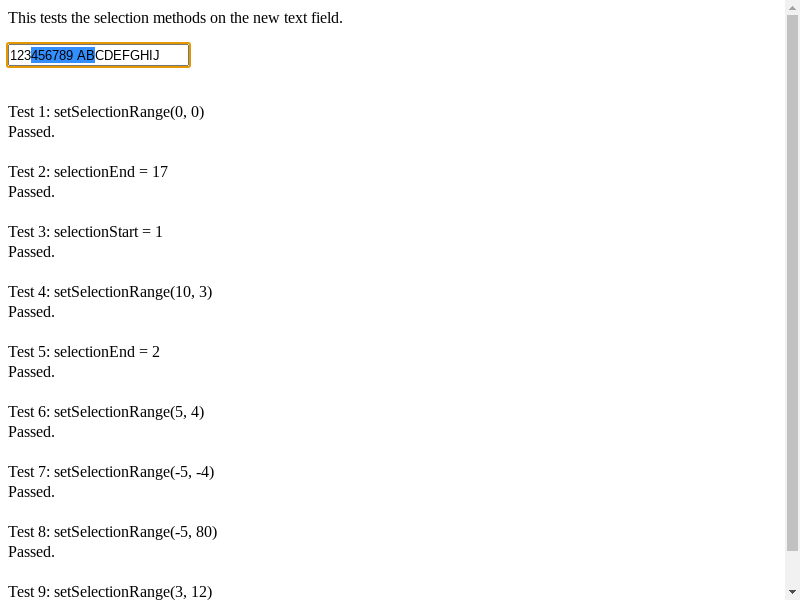 This tests the selection methods on the new text field.
123456789 ABCDEFGHIJ
Test 1: setSelectionRange(0, 0)
Passed.
Test 2: selectionEnd = 17
Passed.
Test 3: selectionStart = 1
Passed.
Test 4: setSelectionRange(10, 3)
Passed.
Test 5: selectionEnd = 2
Passed.
Test 6: setSelectionRange(5, 4)
Passed.
Test 7: setSelectionRange(-5, -4)
Passed.
Test 8: setSelectionRange(-5, 80)
Passed.
Test 9: setSelectionRange(3, 12)